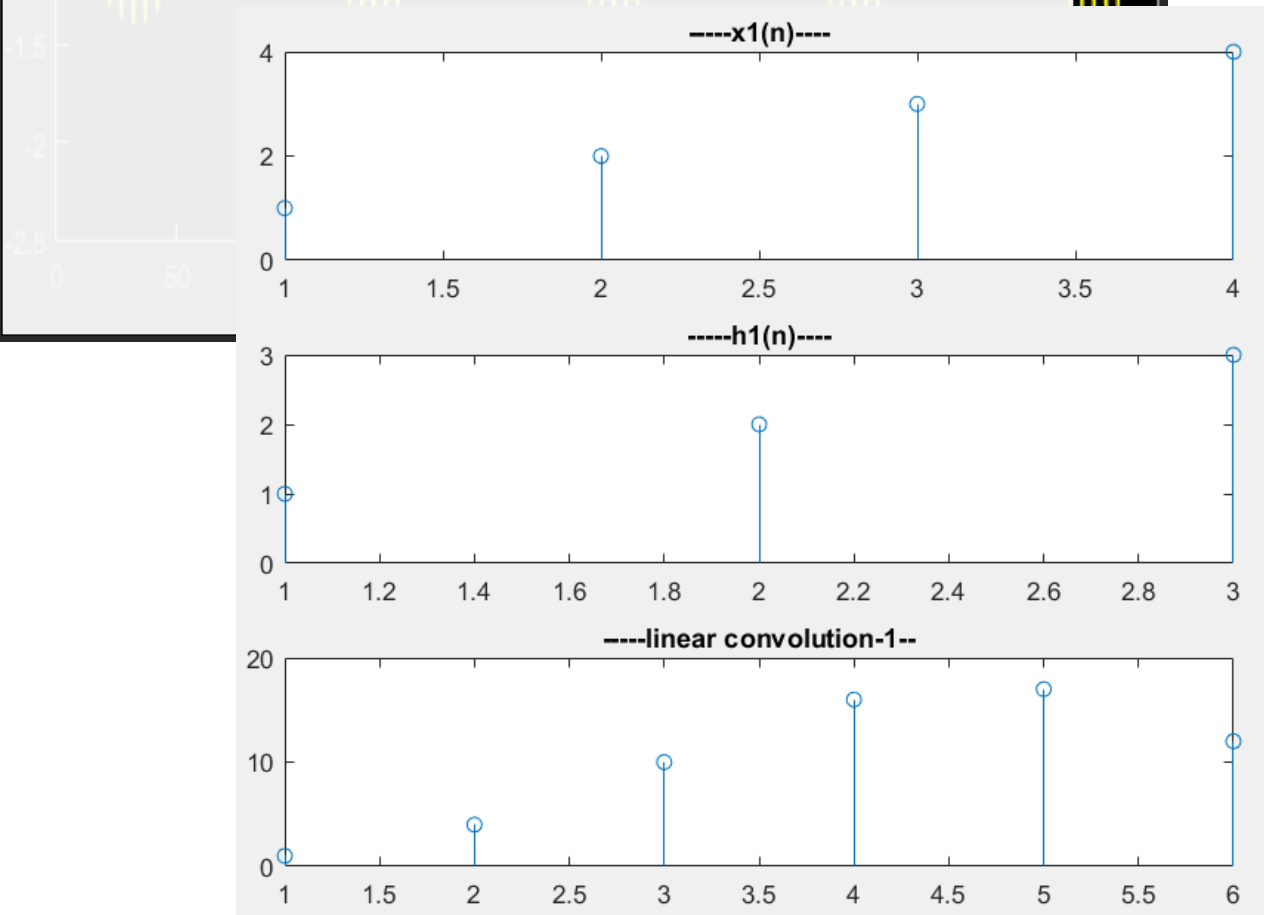 -1.5
-2
-2.5
0 50
-----x1(n)----
4
2
0
1 1.5 2 2.5 3 3.5 4
-----h1(n)----
3
2
1
0
1 1.2 1.4 1.6 1.8 2 2.2 2.4 2.6 2.8 3
-----linear convolution-1--
20
10
0
1 1.5 2 2.5 3 3.5 4 4.5 5 5.5 6